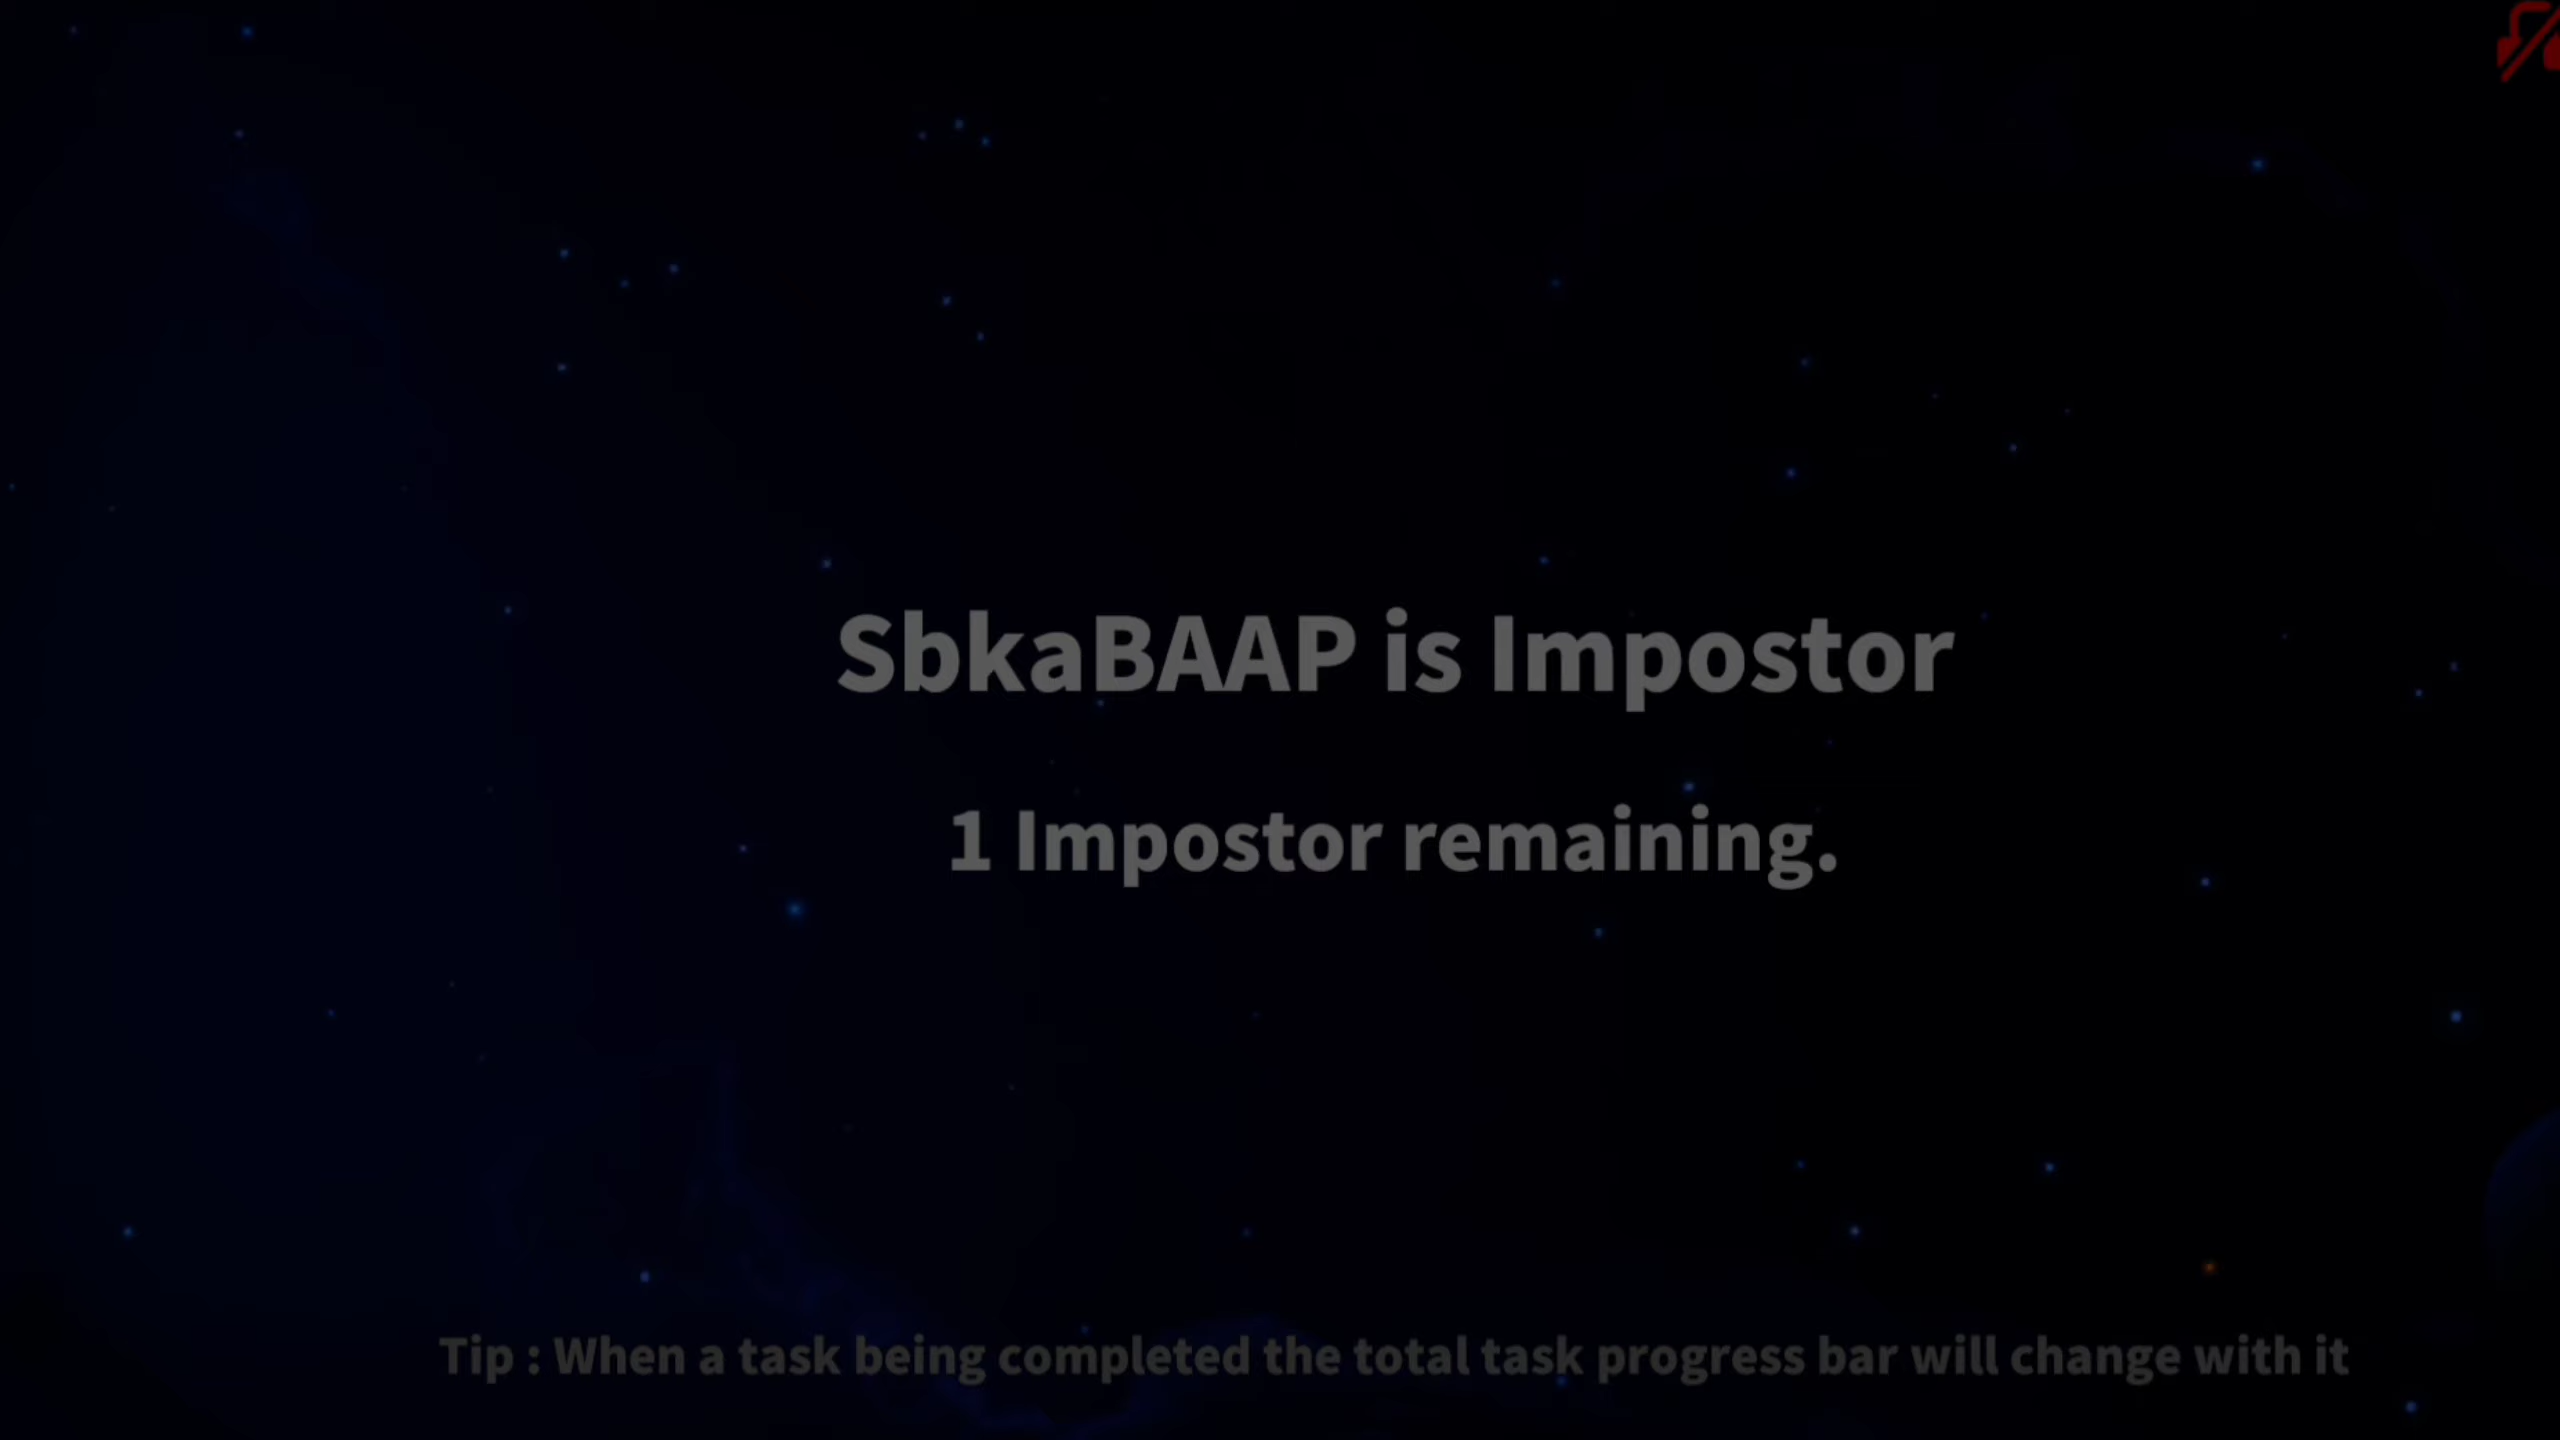 SbkaBAAP is Impostor
1 Impostor remaining.
Tip : When a task being completed the total task progress bar will change with it